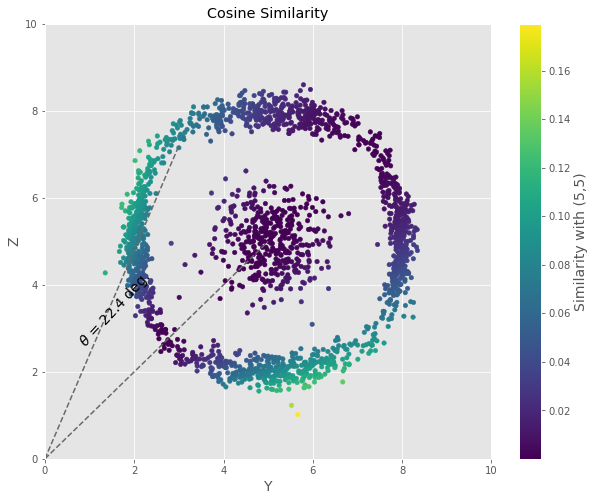 Cosine Similarity
10
8
6
4
2
0
Z
θ = 22.4 deg
0 2 4 6 8 10
Y
0.16
0.14
0.12
0.10
0.08
0.06
0.04
0.02
Similarity with (5,5)